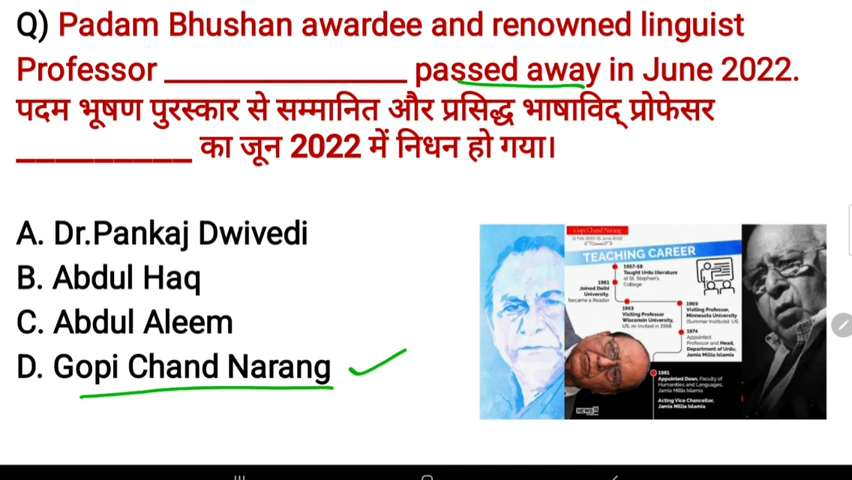 Q) Padam Bhushan awardee and renowned linguist
Professor ________________ passed away in June 2022.
पदम भूषण पुरस्कार से सम्मानित और प्रसिद्ध भाषाविद् प्रोफेसर
___________ का जून 2022 में निधन हो गया।
A. Dr.Pankaj Dwivedi
B. Abdul Haq
C. Abdul Aleem
D. Gopi Chand Narang
Gopi Chand Narang
TEACHING CAREER
1957-58
Taught Urdu literature
at St. Stephen's
College
1961
Joined Delhi
University,
became a Reader
1963
Visiting Professor
Wisconsin University,
US; re-invited in 1968
1969
Visiting Professor,
Minnesota University
(Summer Institute), US
1974
Appointed
Professor and Head,
Department of Urdu,
Jamia Millia Islamia
1981
Appointed Dean, Faculty of
Humanities and Languages,
Jamia Millia Islamia
Acting Vice Chancellor,
Jamia Millia Islamia
NEWS